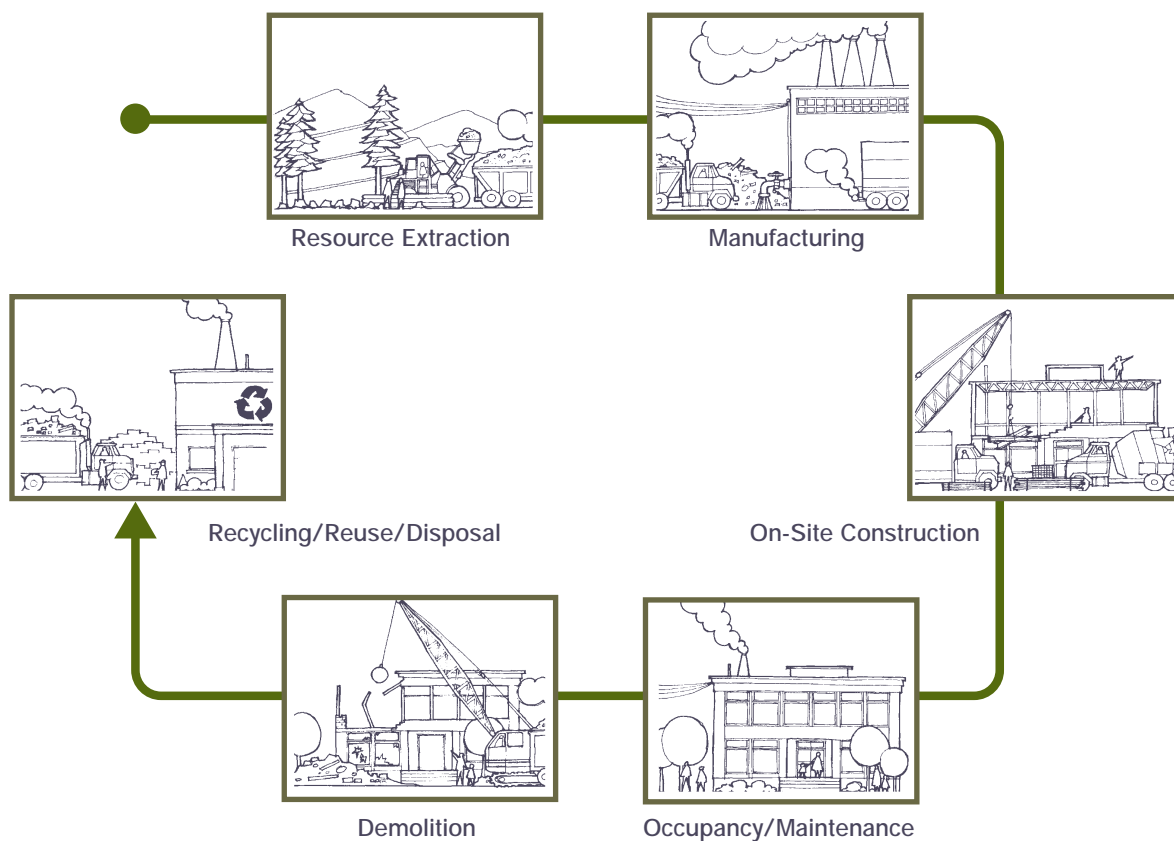 Resource Extraction
Manufacturing
Recycling/Reuse/Disposal
On-Site Construction
Demolition
Occupancy/Maintenance